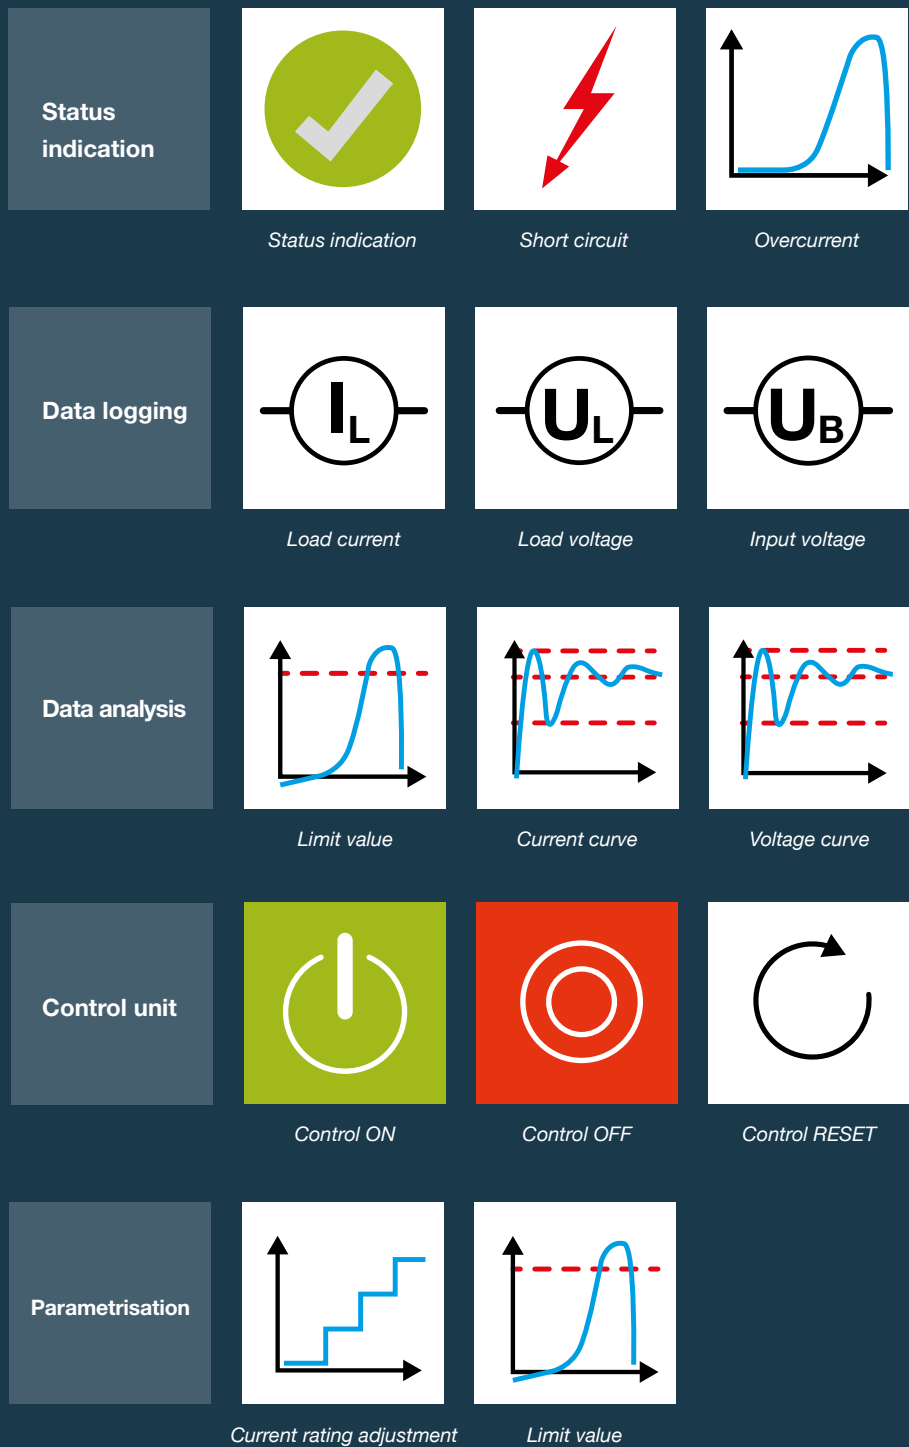 Status
indication
Status indication
Short circuit
Overcurrent
Data logging
IL
UL
UB
Load current
Load voltage
Input voltage
Data analysis
Limit value
Current curve
Voltage curve
Control unit
Control ON
Control OFF
Control RESET
Parametrisation
Current rating adjustment
Limit value